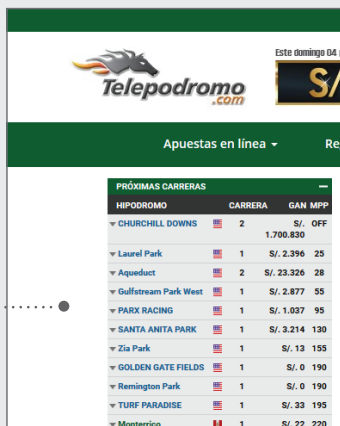 Este domingo 04
Telepodromo
.com
S/
Apuestas en línea
Re
PRÓXIMAS CARRERAS
HIPODROMO CARRERA GAN MPP
CHURCHILL DOWNS 2 S/. OFF
1.700.830
Laurel Park 1 S/. 2.396 25
Aqueduct 2 S/. 23.326 28
Gulfstream Park West 1 S/. 2.877 55
PARX RACING 1 S/. 1.037 95
SANTA ANITA PARK 1 S/. 3.214 130
Zia Park 1 S/. 13 155
GOLDEN GATE FIELDS 1 S/. 0 190
Remington Park 1 S/. 0 190
TURF PARADISE 1 S/. 33 195
Monterrico 1 S/. 22 220